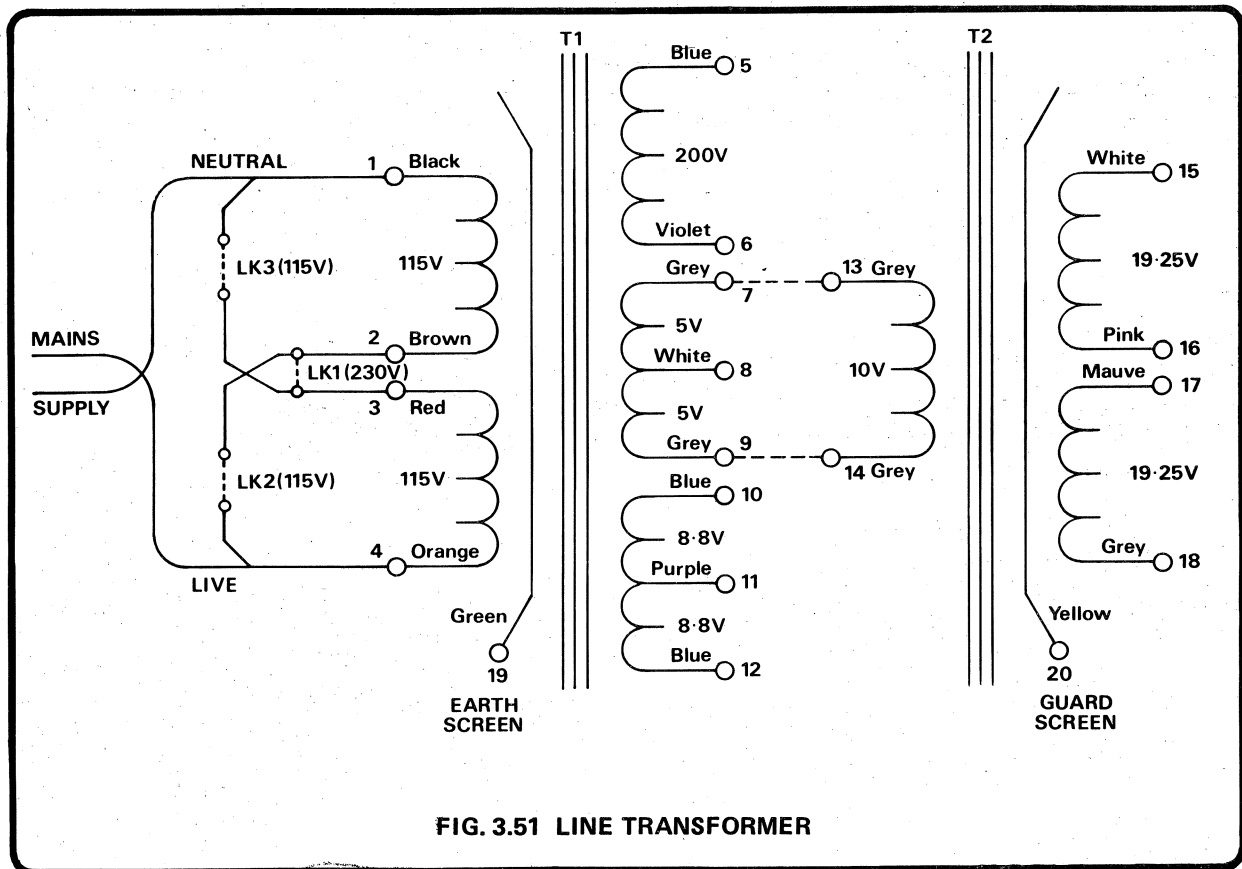 T1
T2
Blue 5
200V
Violet 6
NEUTRAL
1 Black
LK3 (115V)
115V
MAINS
SUPPLY
2 Brown
LK1 (230V)
3 Red
LK2 (115V)
115V
4 Orange
LIVE
Green
19
EARTH
SCREEN
Grey
7
5V
White 8
5V
Grey 9
13 Grey
10V
14 Grey
Blue 10
8·8V
Purple 11
8·8V
Blue 12
White 15
19·25V
Pink 16
Mauve 17
19·25V
Grey 18
Yellow
20
GUARD
SCREEN
FIG. 3.51 LINE TRANSFORMER